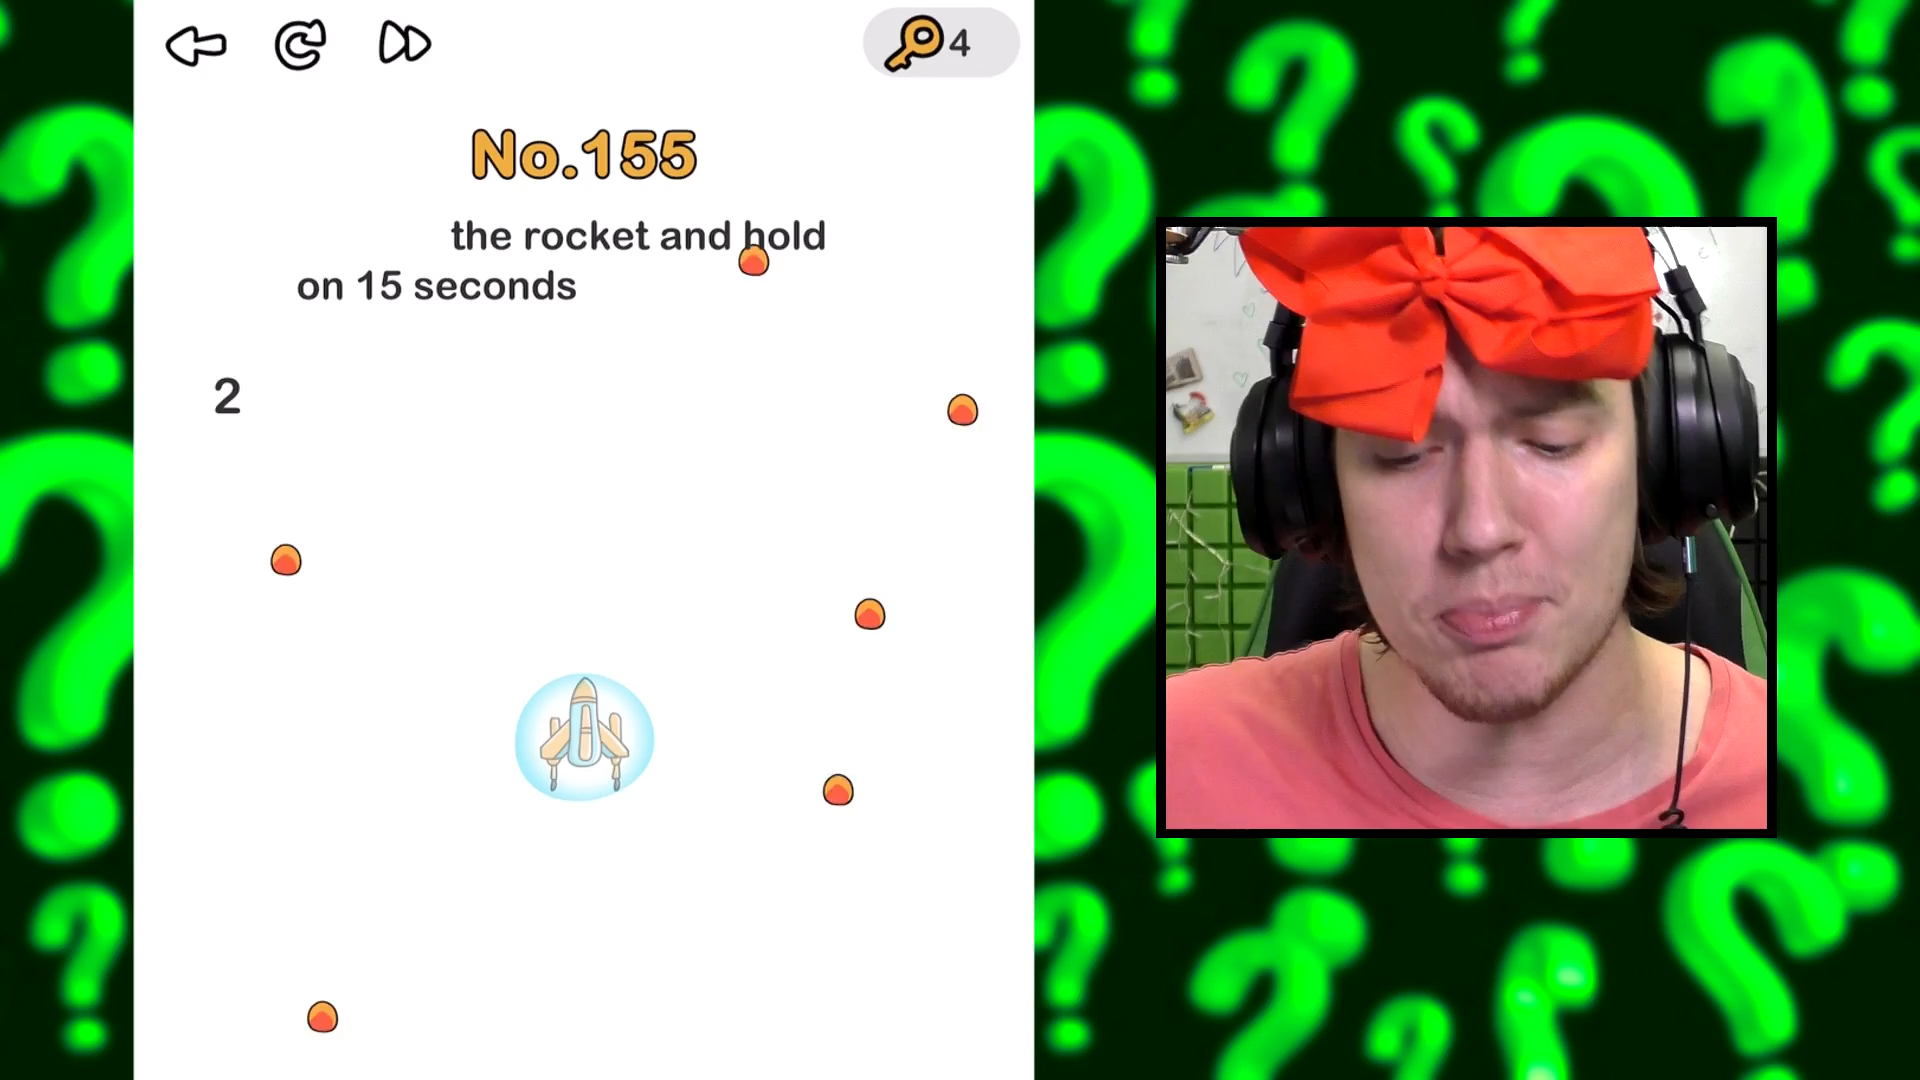 4
No.155
the rocket and hold
on 15 seconds
2